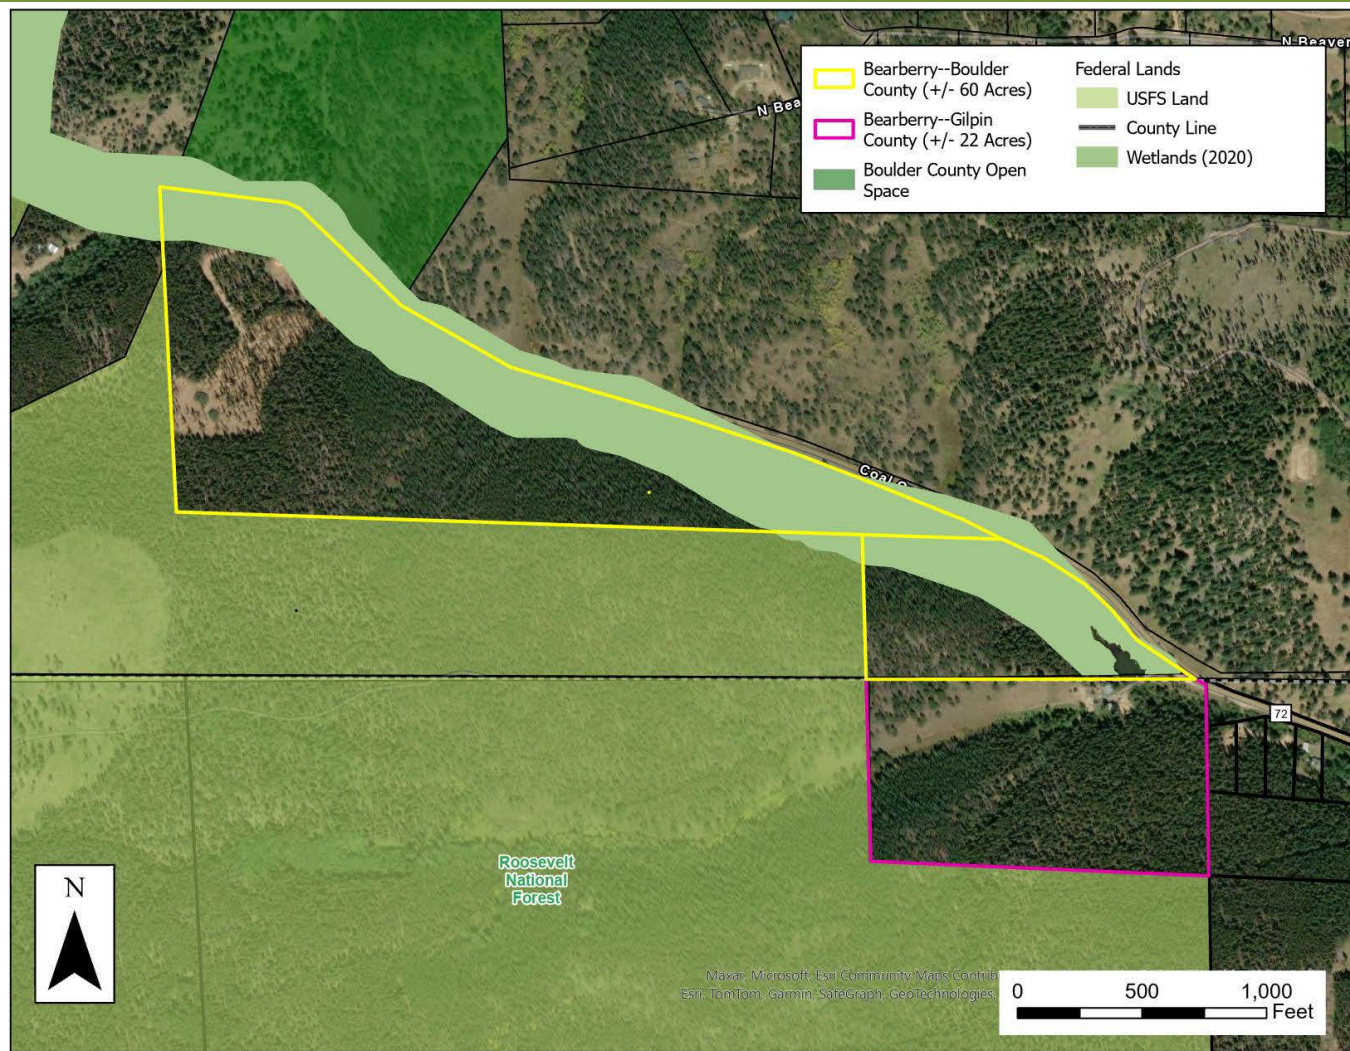 N Beaver
N Bea
Bearberry--Boulder
County (+/- 60 Acres)
Bearberry--Gilpin
County (+/- 22 Acres)
Boulder County Open
Space
Federal Lands
USFS Land
County Line
Wetlands (2020)
Coal C
72
Roosevelt
National
Forest
N
Maxar, Microsoft, Esri Community Maps Contrib
Esri, TomTom, Garmin, SafeGraph, GeoTechnologies,
0 500 1,000
Feet